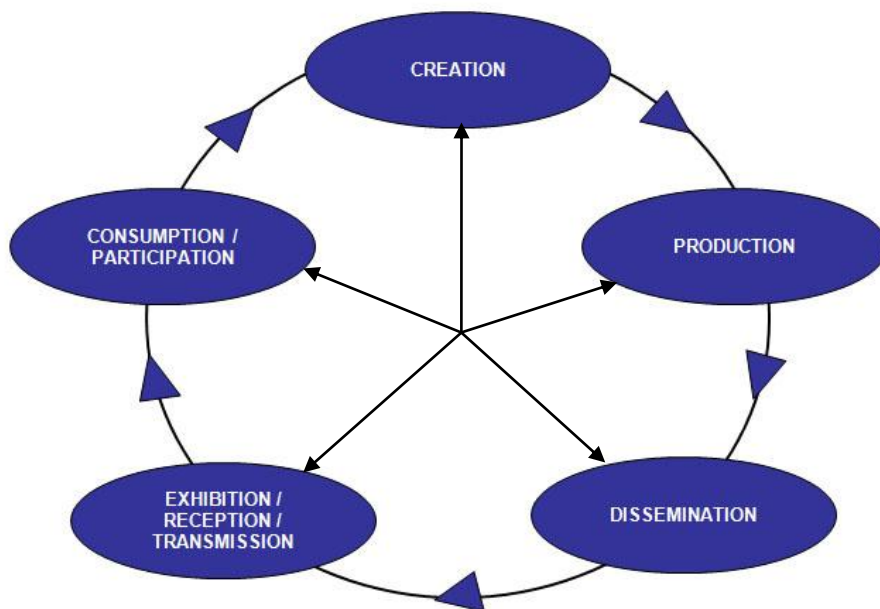 CREATION
PRODUCTION
DISSEMINATION
EXHIBITION /
RECEPTION /
TRANSMISSION
CONSUMPTION /
PARTICIPATION